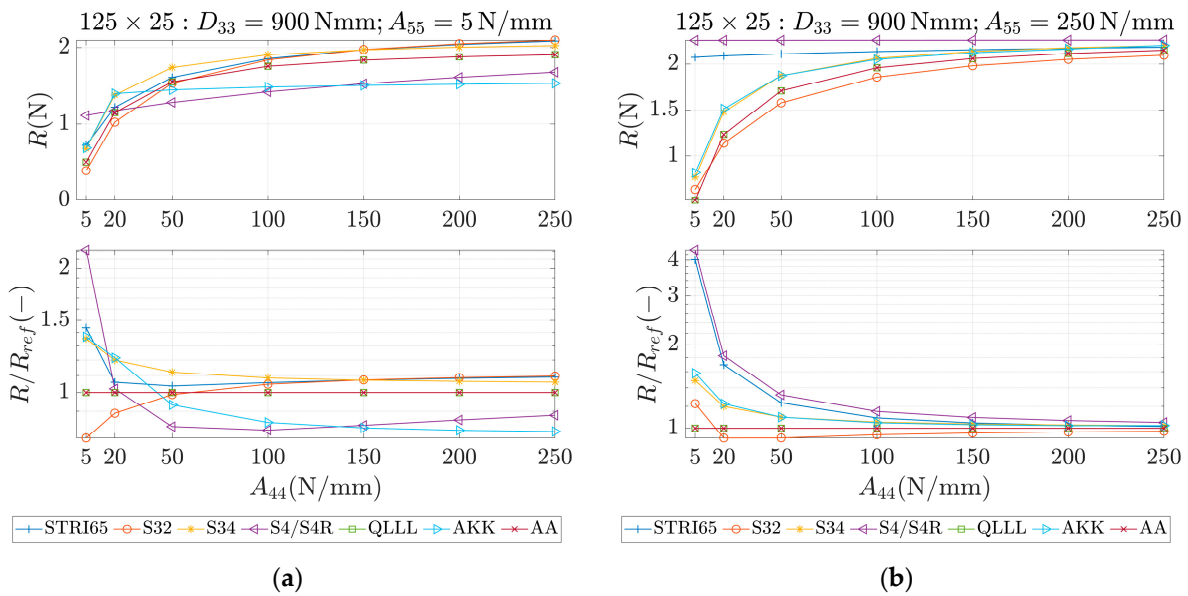 125 × 25 : D₃₃ = 900 Nmm; A₅₅ = 5 N/mm
2
1
0
R(N)
5 20 50 100 150 200 250
2
1.5
1
R/R_ref(−)
5 20 50 100 150 200 250
A₄₄(N/mm)
STRI65 S32 S34 S4/S4R QLLL AKK AA
(a)
125 × 25 : D₃₃ = 900 Nmm; A₅₅ = 250 N/mm
2
1.5
1
R(N)
5 20 50 100 150 200 250
4
3
2
1
R/R_ref(−)
5 20 50 100 150 200 250
A₄₄(N/mm)
STRI65 S32 S34 S4/S4R QLLL AKK AA
(b)